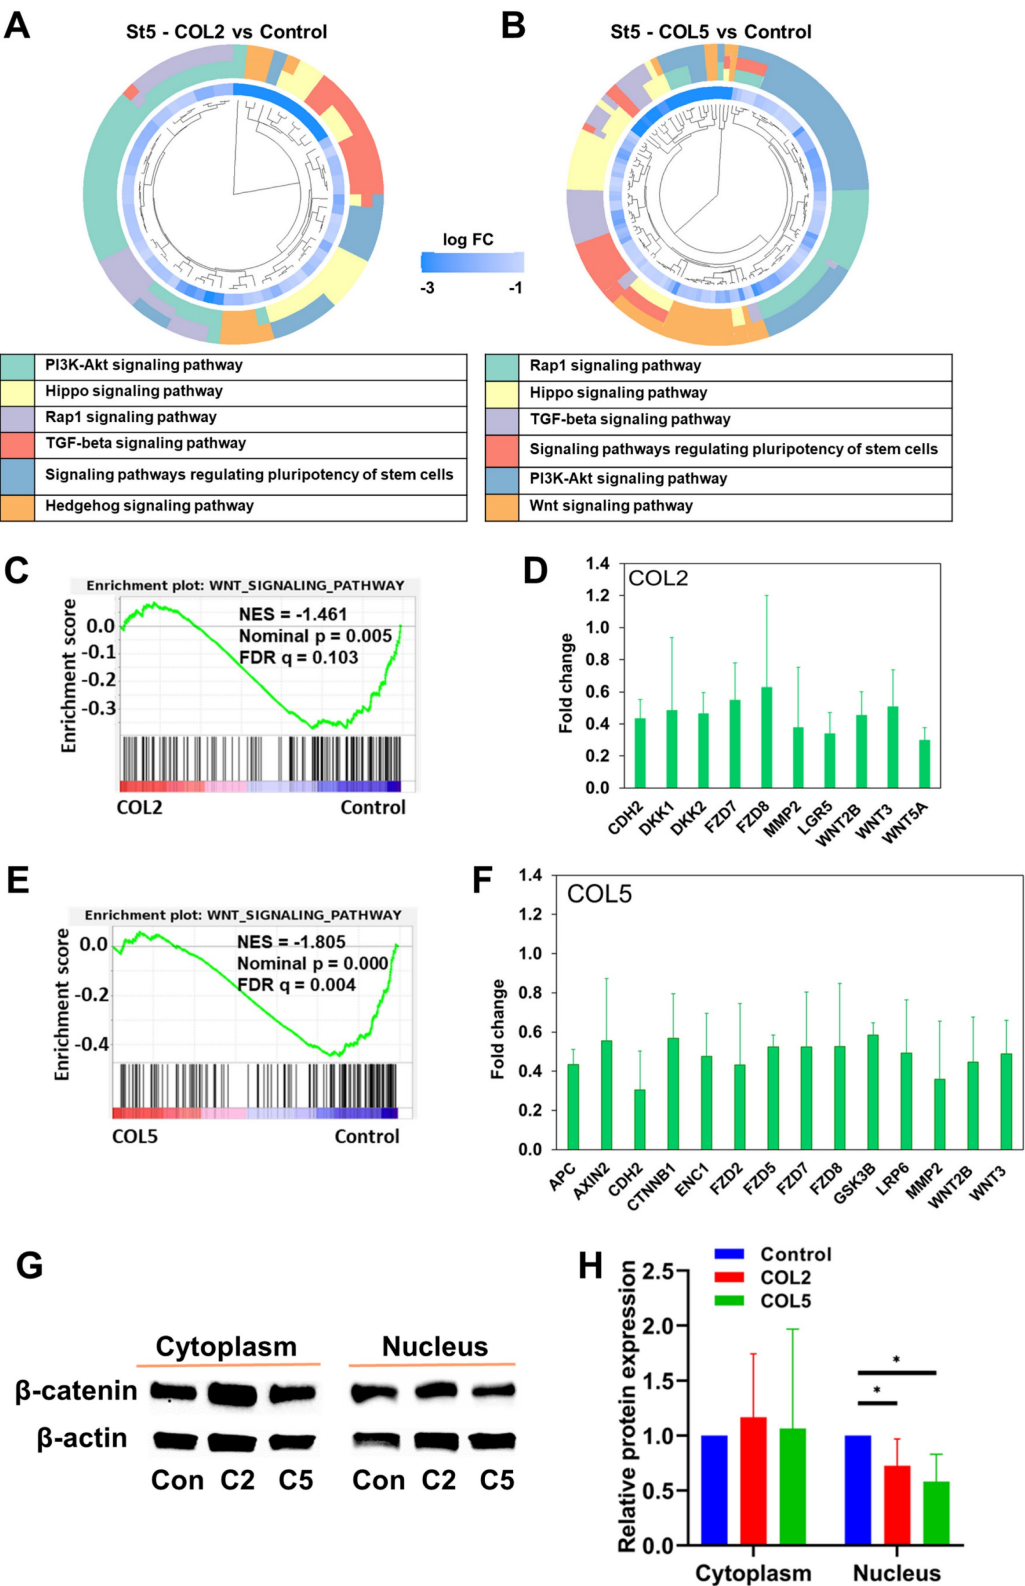 A
St5 - COL2 vs Control
B
St5 - COL5 vs Control
log FC
-3
-1
PI3K-Akt signaling pathway
Hippo signaling pathway
Rap1 signaling pathway
TGF-beta signaling pathway
Signaling pathways regulating pluripotency of stem cells
Hedgehog signaling pathway
Rap1 signaling pathway
Hippo signaling pathway
TGF-beta signaling pathway
Signaling pathways regulating pluripotency of stem cells
PI3K-Akt signaling pathway
Wnt signaling pathway
C
Enrichment plot: WNT_SIGNALING_PATHWAY
NES = -1.461
Nominal p = 0.005
FDR q = 0.103
Enrichment score
0.0
-0.1
-0.2
-0.3
COL2
Control
D
COL2
Fold change
1.4
1.2
1.0
0.8
0.6
0.4
0.2
0.0
CDH2
DKK1
DKK2
FZD7
FZD8
MMP2
LGR5
WNT2B
WNT3
WNT5A
E
Enrichment plot: WNT_SIGNALING_PATHWAY
NES = -1.805
Nominal p = 0.000
FDR q = 0.004
Enrichment score
0.0
-0.2
-0.4
COL5
Control
F
COL5
Fold change
1.4
1.2
1.0
0.8
0.6
0.4
0.2
0.0
APC
AXIN2
CDH2
CTNNB1
ENC1
FZD2
FZD5
FZD7
FZD8
GSK3B
LRP6
MMP2
WNT2B
WNT3
G
Cytoplasm
Nucleus
β-catenin
β-actin
Con C2 C5
Con C2 C5
H
Control
COL2
COL5
Relative protein expression
2.5
2.0
1.5
1.0
0.5
0.0
*
*
Cytoplasm
Nucleus